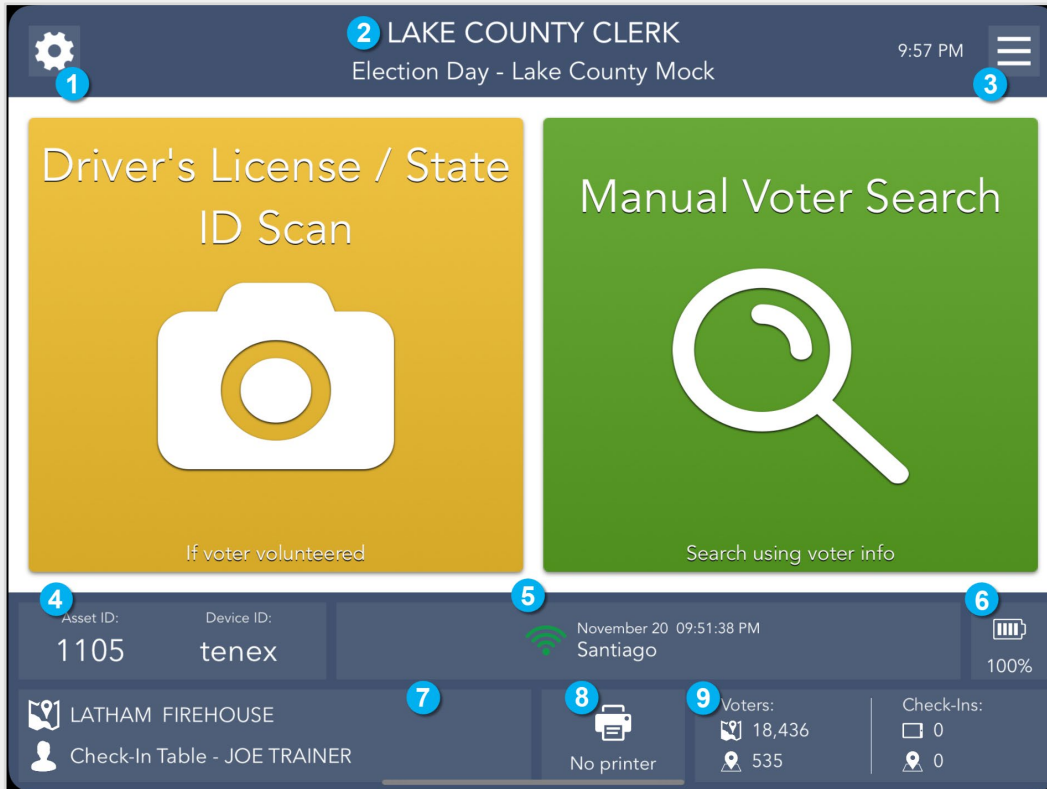 1
2 LAKE COUNTY CLERK
Election Day - Lake County Mock
9:57 PM
3
Driver's License / State
ID Scan
If voter volunteered
Manual Voter Search
Search using voter info
4
Asset ID:
1105
Device ID:
tenex
5
November 20 09:51:38 PM
Santiago
6
100%
7
LATHAM FIREHOUSE
Check-In Table - JOE TRAINER
8
No printer
9
Voters:
18,436
535
Check-Ins:
0
0